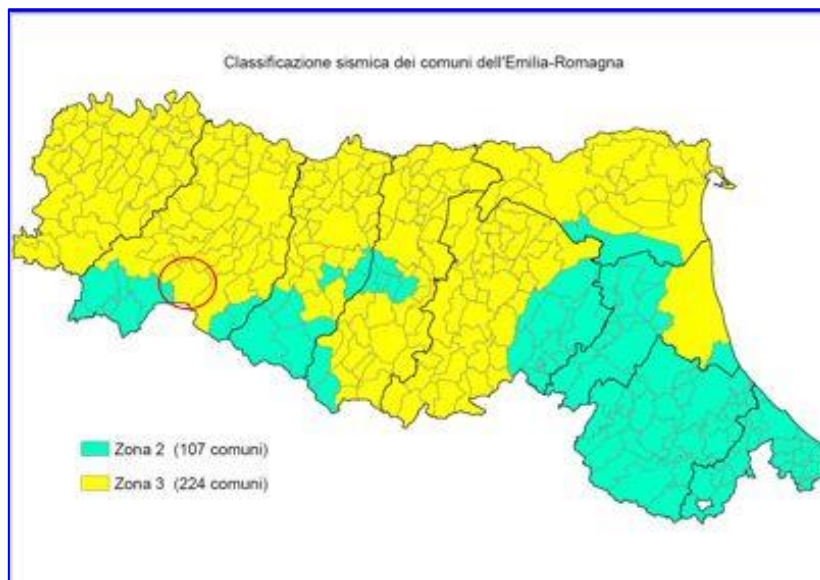 Classificazione sismica dei comuni dell'Emilia-Romagna
Zona 2 (107 comuni)
Zona 3 (224 comuni)